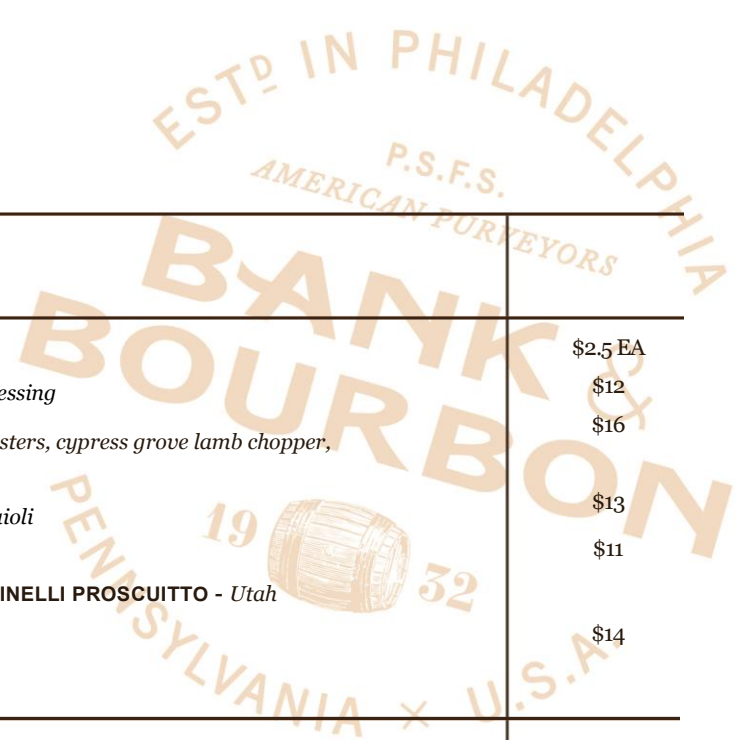 ESTD IN PHILADELPHIA
P.S.F.S.
AMERICAN PURVEYORS
BANK &
BOURBON
19 32
PENNSYLVANIA × U.S.A.
$2.5 EA
essing $12
$16
sters, cypress grove lamb chopper,
$13
aioli
$11
INELLI PROSCUITTO - Utah
$14